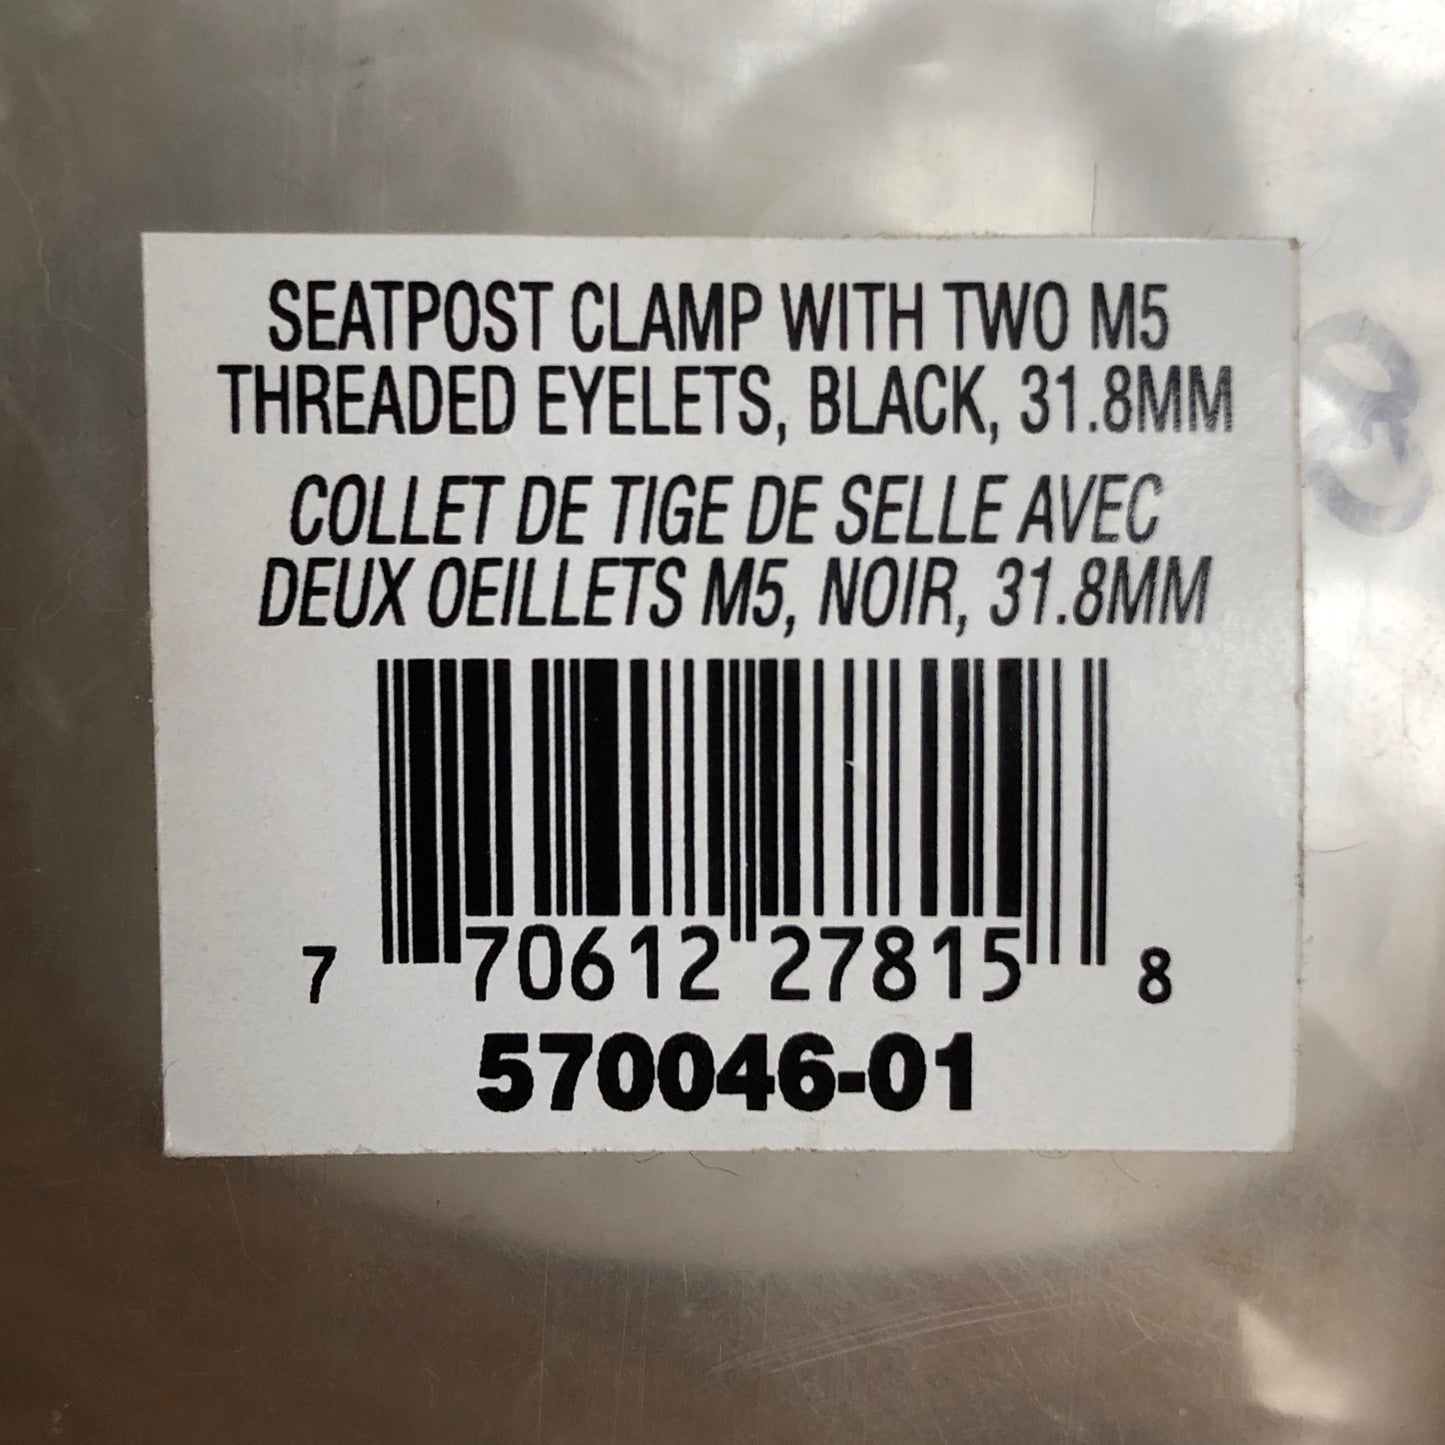 SEATPOST CLAMP WITH TWO M5
THREADED EYELETS, BLACK, 31.8MM
COLLET DE TIGE DE SELLE AVEC
DEUX OEILLETS M5, NOIR, 31.8MM
7 70612 27815 8
570046-01